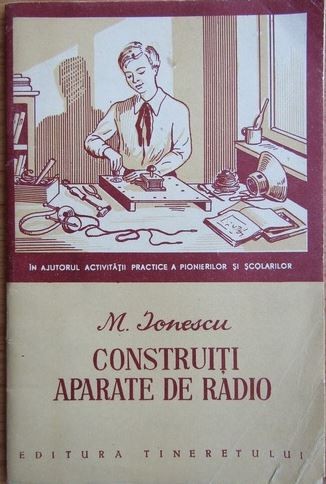 ÎN AJUTORUL ACTIVITĂȚII PRACTICE A PIONIERILOR ȘI ȘCOLARILOR
M. Ionescu
CONSTRUIȚI
APARATE DE RADIO
EDITURA TINERETULUI